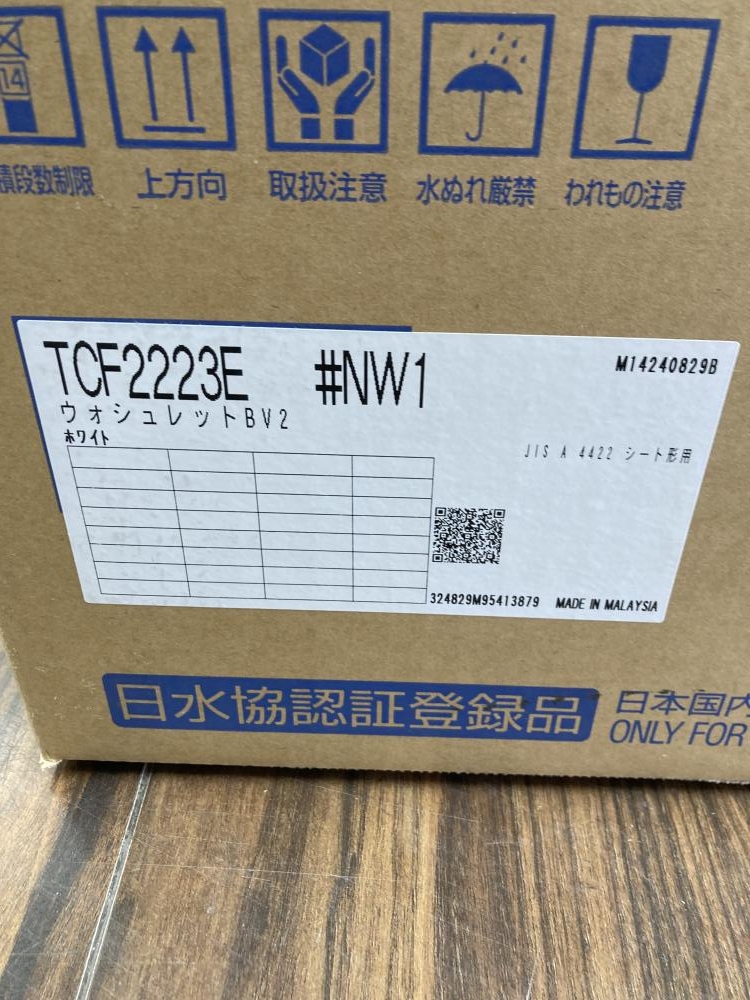 14
積段数制限
上方向
取扱注意
水ぬれ厳禁
われもの注意
TCF2223E #NW1
M14240829B
ウォシュレットBV2
ホワイト
JIS A 4422 シート形用
324829M95413879 MADE IN MALAYSIA
日水協認証登録品
日本国内
ONLY FOR